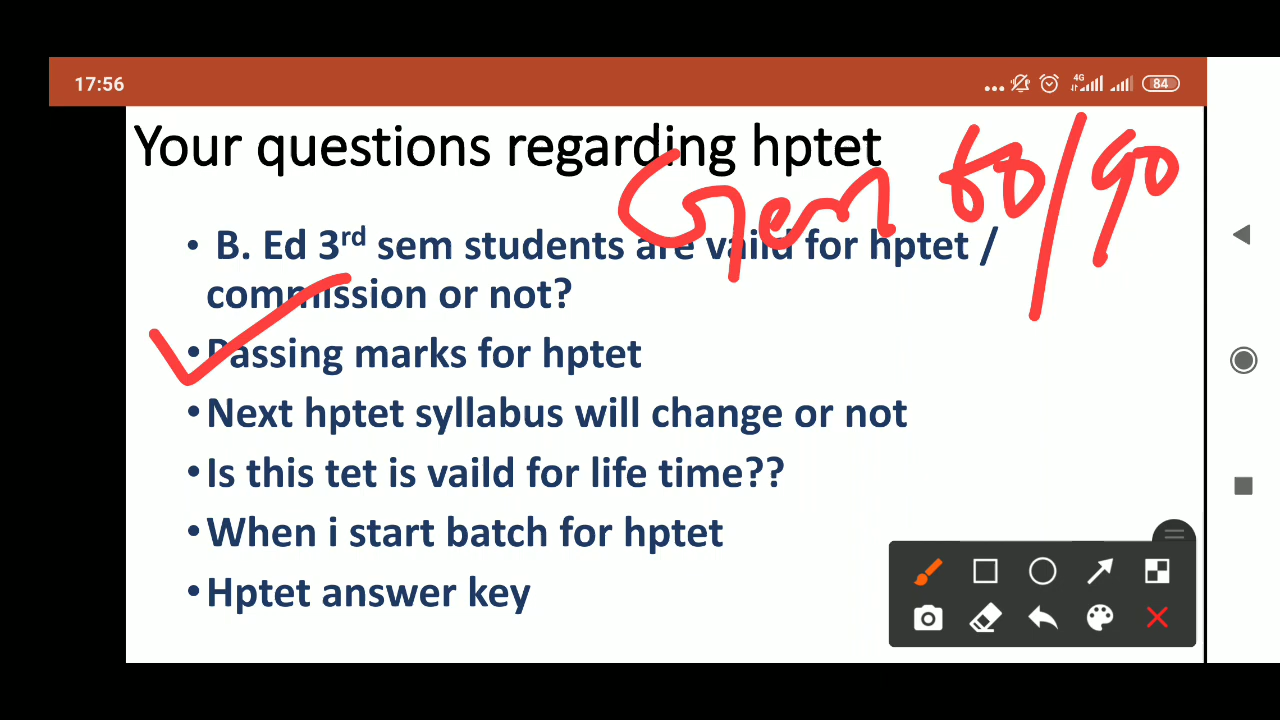 17:56
4G
84
Your questions regarding hptet
Gen 60/90
• B. Ed 3rd sem students are vaild for hptet /
commission or not?
• Passing marks for hptet
• Next hptet syllabus will change or not
• Is this tet is vaild for life time??
• When i start batch for hptet
• Hptet answer key